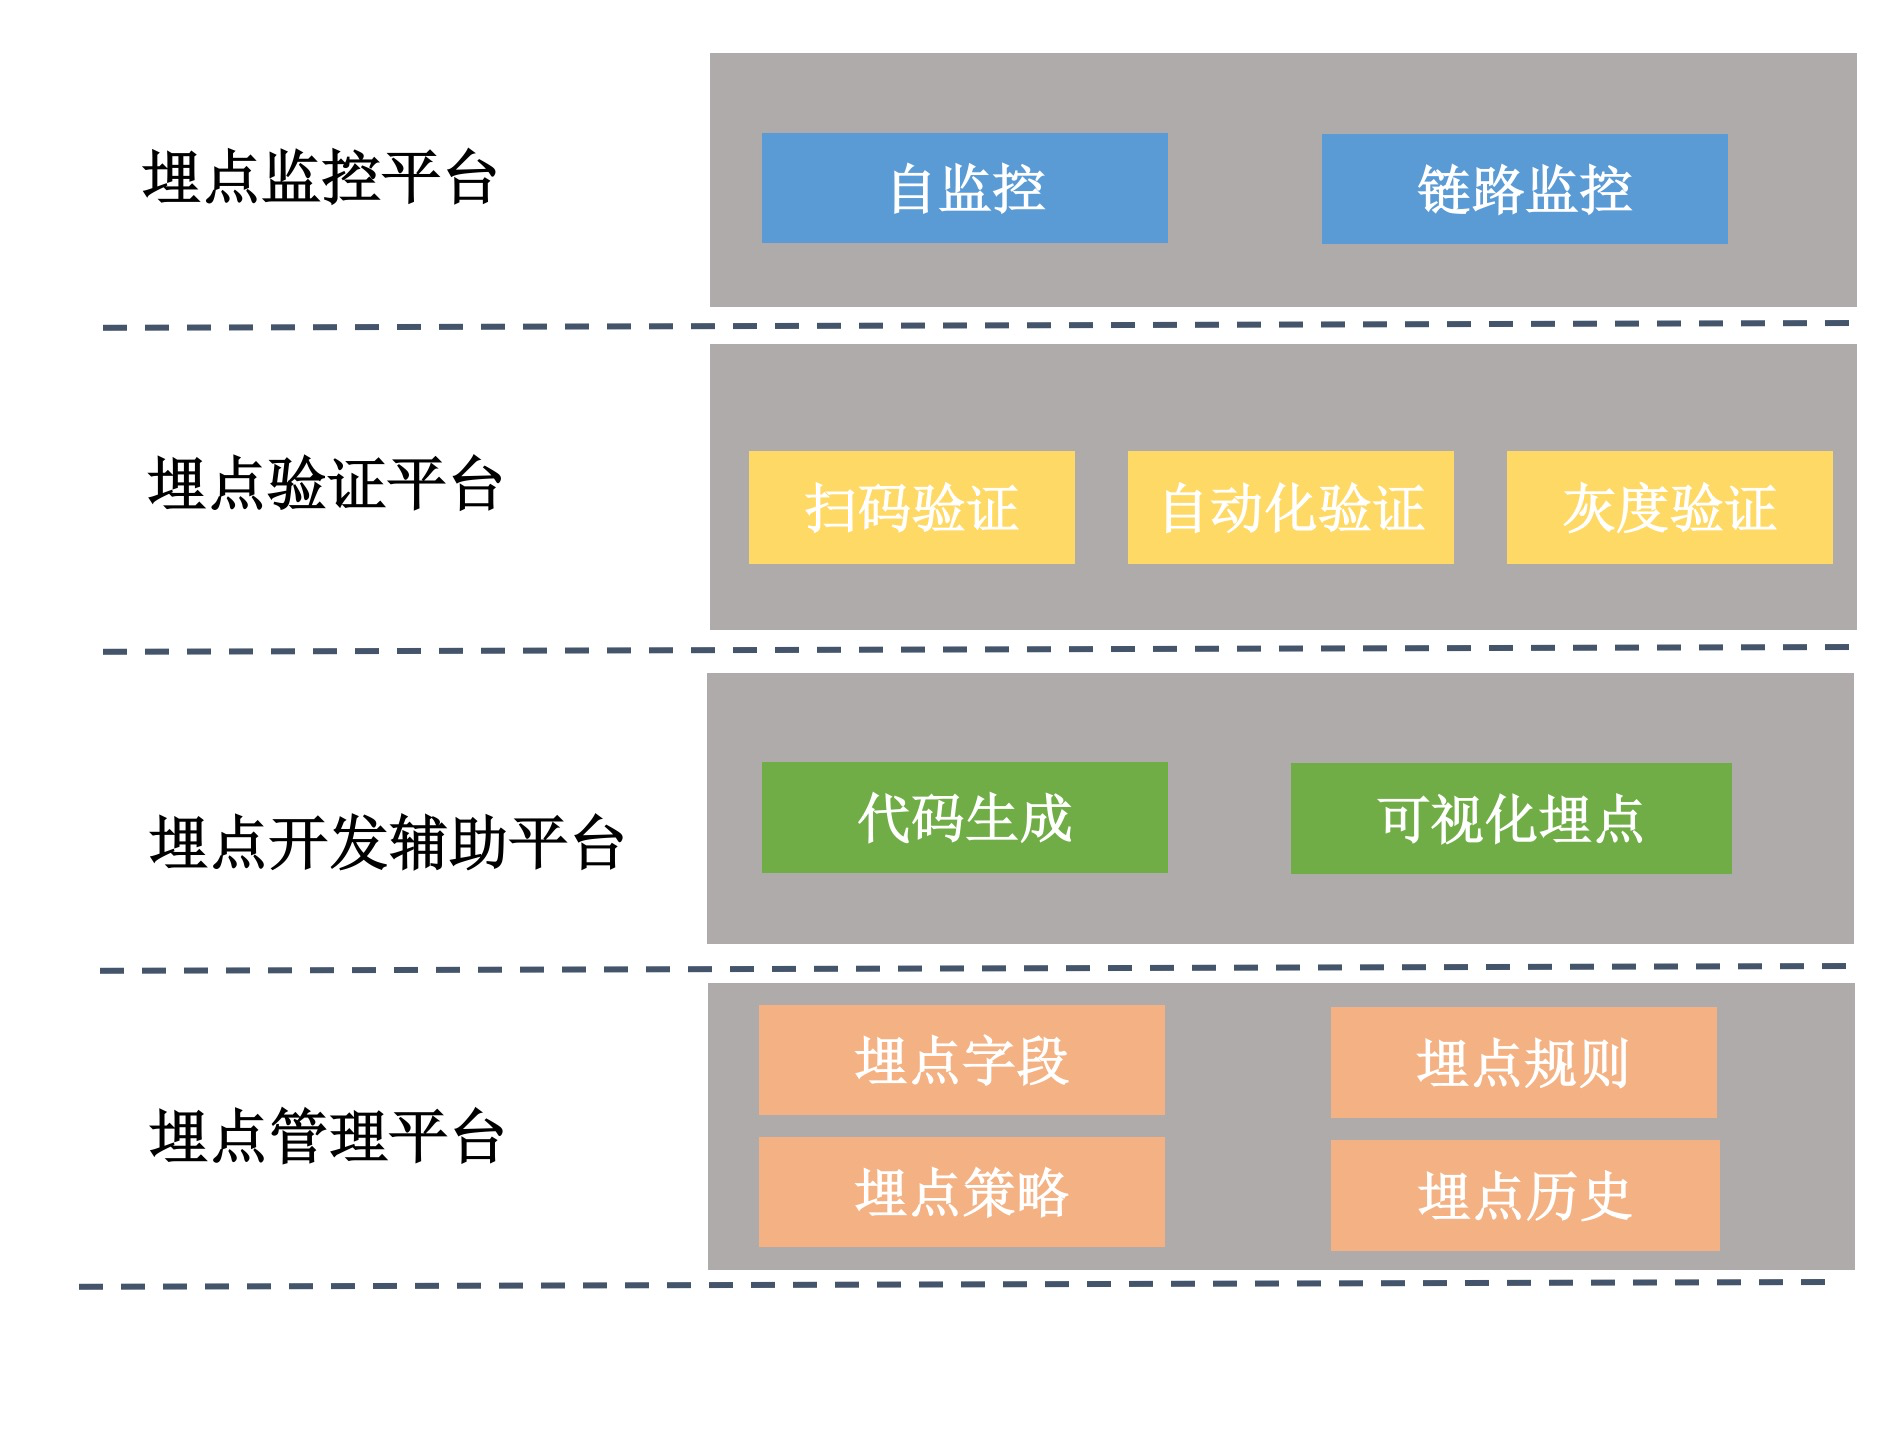 埋点监控平台
自监控
链路监控
埋点验证平台
扫码验证
自动化验证
灰度验证
埋点开发辅助平台
代码生成
可视化埋点
埋点管理平台
埋点字段
埋点规则
埋点策略
埋点历史